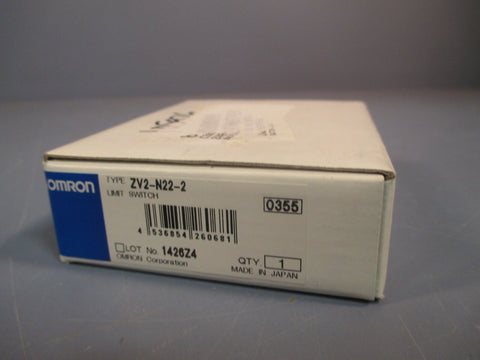 OMRON
TYPE ZV2-N22-2
LIMIT SWITCH
0355
4 536854 260681
LOT No. 1426Z4
OMRON Corporation
QTY. 1
MADE IN JAPAN